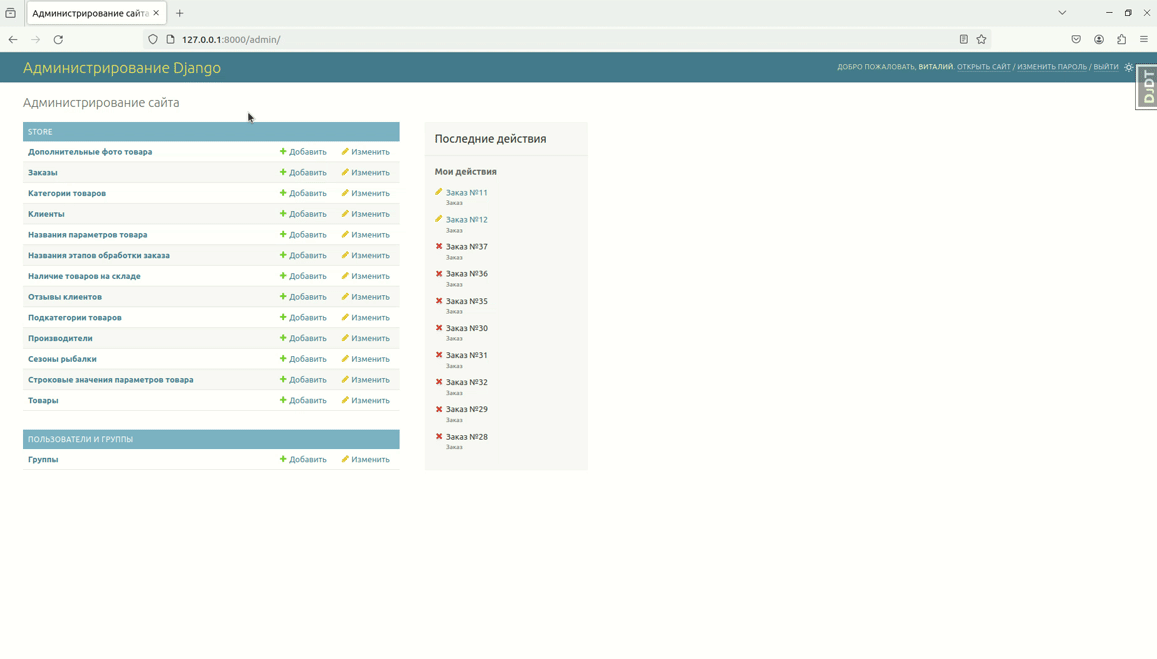 Администрирование сайта
127.0.0.1:8000/admin/
Администрирование Django
ДОБРО ПОЖАЛОВАТЬ, ВИТАЛИЙ. ОТКРЫТЬ САЙТ / ИЗМЕНИТЬ ПАРОЛЬ / ВЫЙТИ
DJDT
Администрирование сайта
STORE
Дополнительные фото товара Добавить Изменить
Заказы Добавить Изменить
Категории товаров Добавить Изменить
Клиенты Добавить Изменить
Названия параметров товара Добавить Изменить
Названия этапов обработки заказа Добавить Изменить
Наличие товаров на складе Добавить Изменить
Отзывы клиентов Добавить Изменить
Подкатегории товаров Добавить Изменить
Производители Добавить Изменить
Сезоны рыбалки Добавить Изменить
Строковые значения параметров товара Добавить Изменить
Товары Добавить Изменить
ПОЛЬЗОВАТЕЛИ И ГРУППЫ
Группы Добавить Изменить
Последние действия
Мои действия
Заказ №11
Заказ
Заказ №12
Заказ
Заказ №37
Заказ
Заказ №36
Заказ
Заказ №35
Заказ
Заказ №30
Заказ
Заказ №31
Заказ
Заказ №32
Заказ
Заказ №29
Заказ
Заказ №28
Заказ